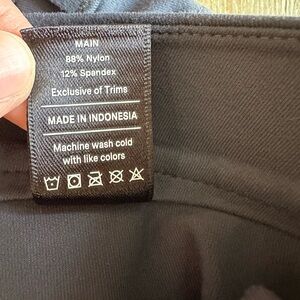 MAIN
88% Nylon
12% Spandex
Exclusive of Trims
MADE IN INDONESIA
Machine wash cold
with like colors